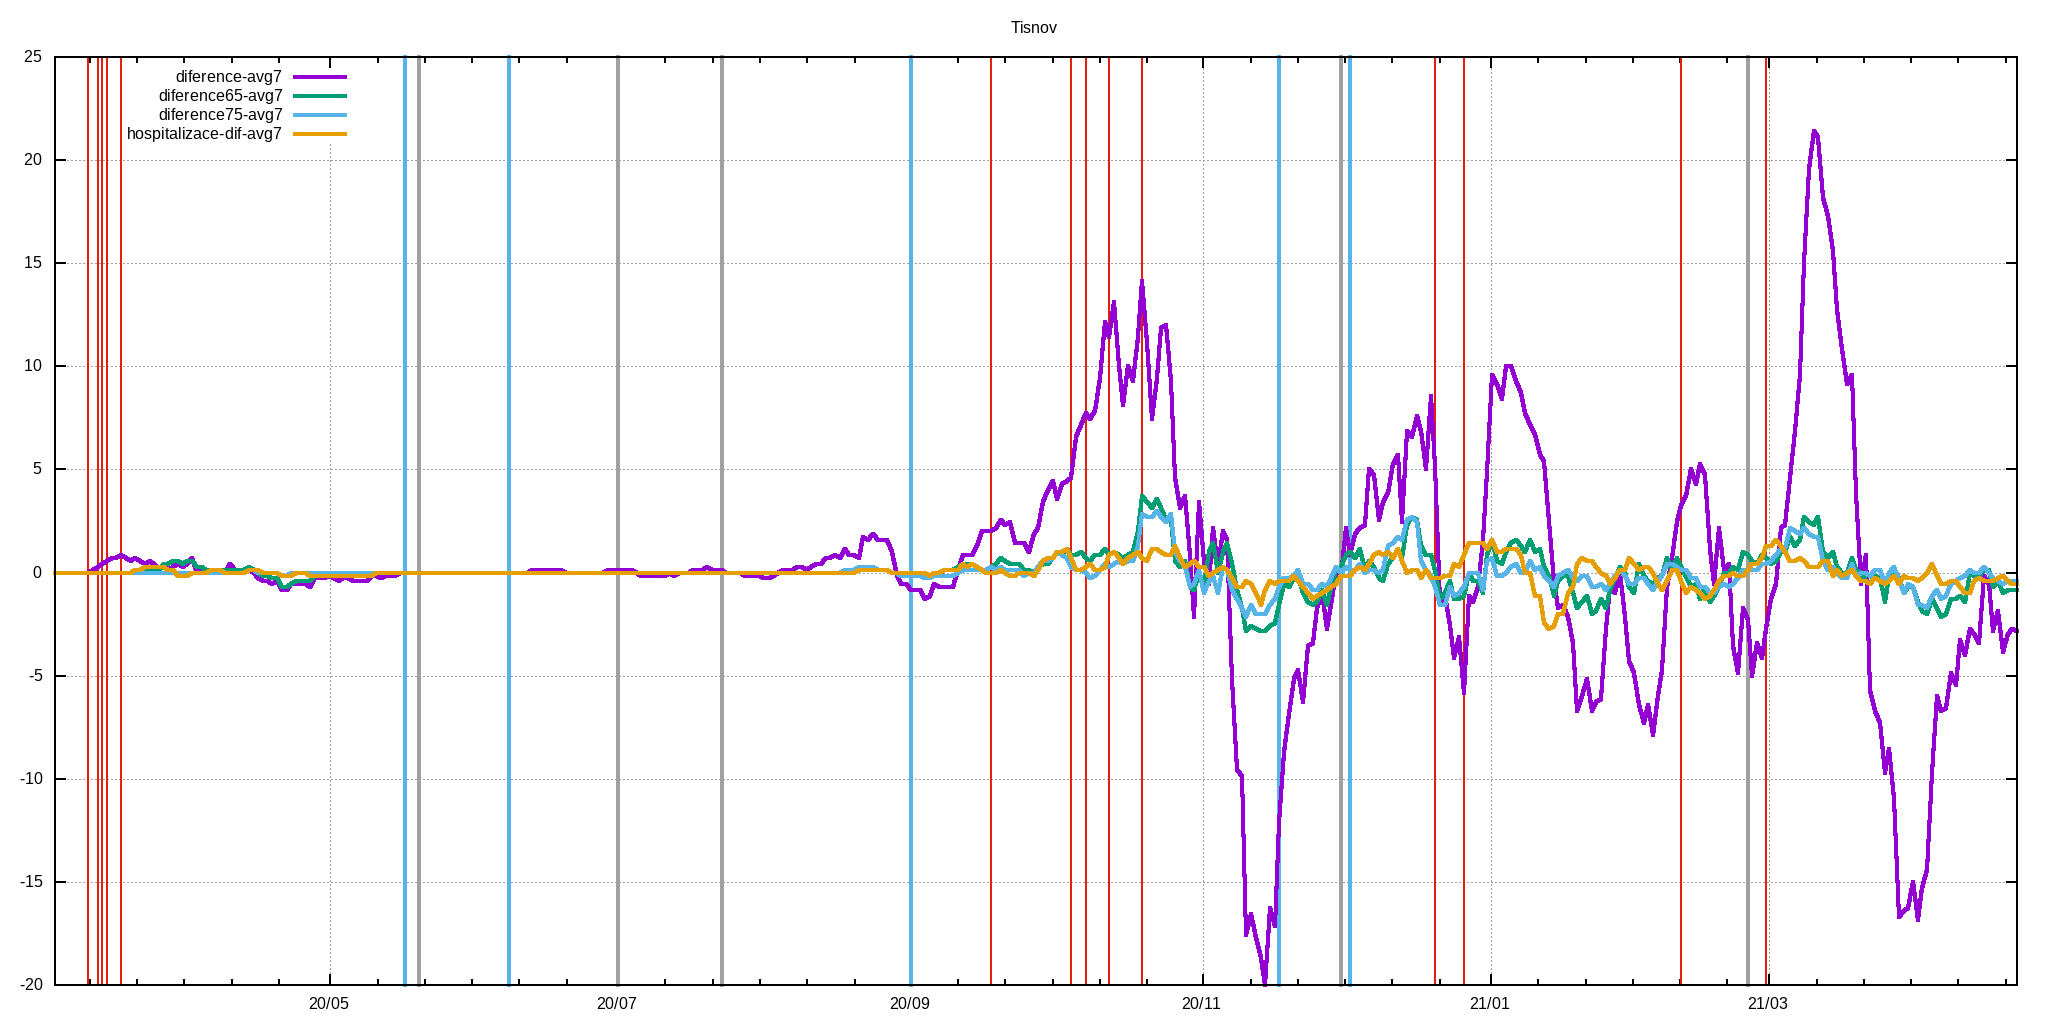 Tisnov
25
20
15
10
5
0
-5
-10
-15
-20
diference-avg7
diference65-avg7
diference75-avg7
hospitalizace-dif-avg7
20/05 20/07 20/09 20/11 21/01 21/03